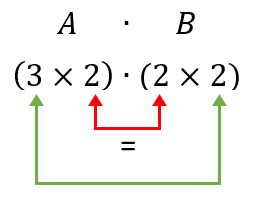 A · B
(3 × 2) · (2 × 2)
=